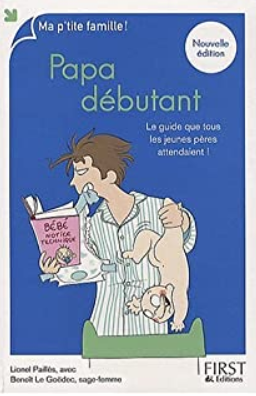 Ma p'tite famille !
Nouvelle
édition
Papa
débutant
Le guide que tous
les jeunes pères
attendaient !
BÉBÉ
NOTICE
TECHNIQUE
Lionel Paillès, avec
Benoît Le Goëdec, sage-femme
FIRST
Editions